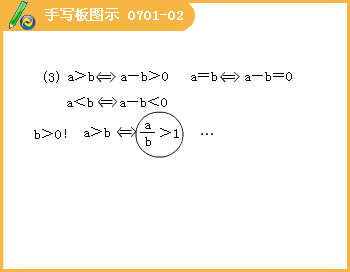 手写板图示 0701-02
(3) a＞b⇔a－b＞0  a＝b⇔a－b＝0
a＜b⇔a－b＜0
b＞0! a＞b ⇔ a/b ＞1 …